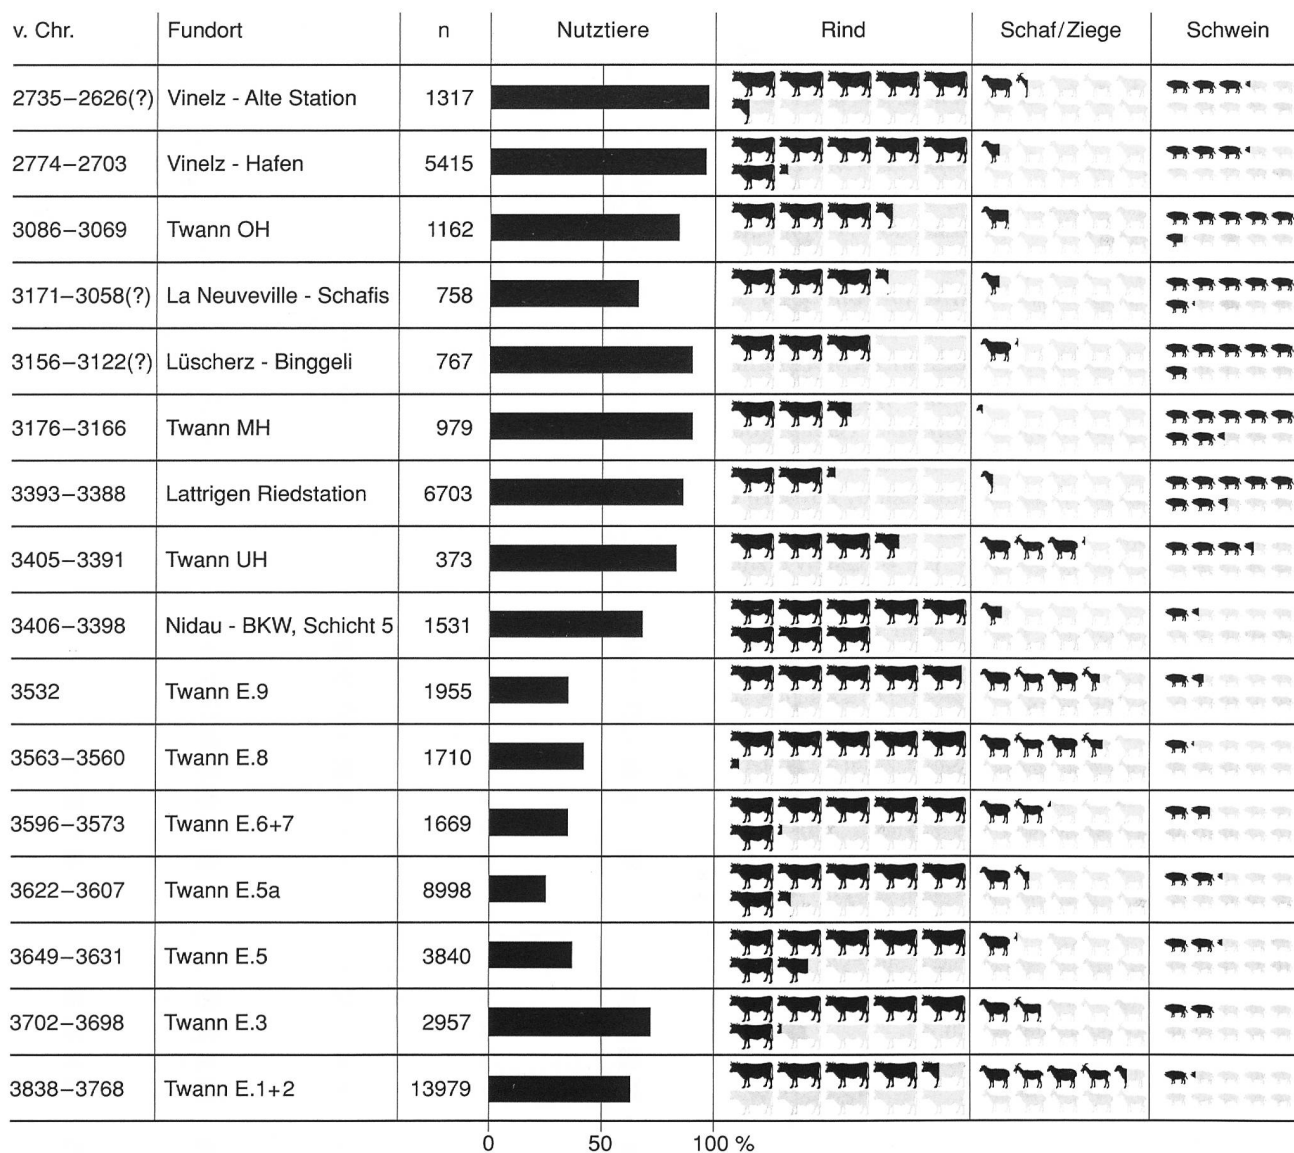 v. Chr. Fundort n Nutztiere Rind Schaf/Ziege Schwein
2735–2626(?) Vinelz - Alte Station 1317
2774–2703 Vinelz - Hafen 5415
3086–3069 Twann OH 1162
3171–3058(?) La Neuveville - Schafis 758
3156–3122(?) Lüscherz - Binggeli 767
3176–3166 Twann MH 979
3393–3388 Lattrigen Riedstation 6703
3405–3391 Twann UH 373
3406–3398 Nidau - BKW, Schicht 5 1531
3532 Twann E.9 1955
3563–3560 Twann E.8 1710
3596–3573 Twann E.6+7 1669
3622–3607 Twann E.5a 8998
3649–3631 Twann E.5 3840
3702–3698 Twann E.3 2957
3838–3768 Twann E.1+2 13979
0 50 100 %